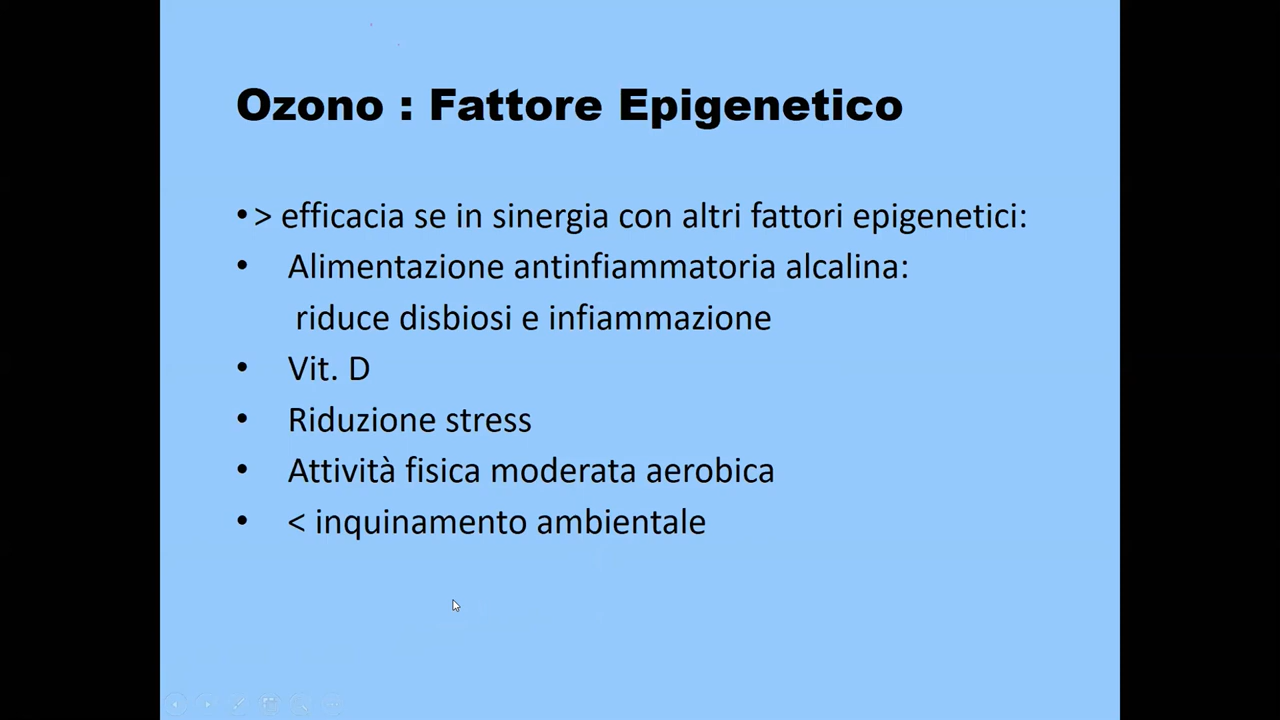 Ozono : Fattore Epigenetico
• > efficacia se in sinergia con altri fattori epigenetici:
• Alimentazione antinfiammatoria alcalina:
riduce disbiosi e infiammazione
• Vit. D
• Riduzione stress
• Attività fisica moderata aerobica
• < inquinamento ambientale